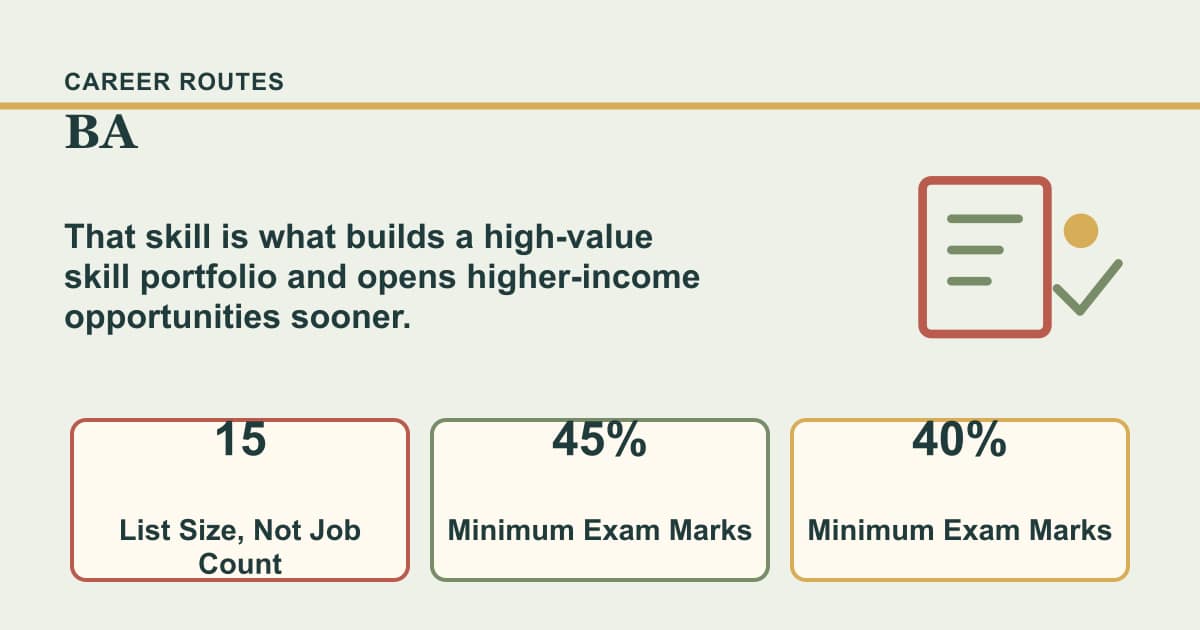 CAREER ROUTES
BA
That skill is what builds a high-value
skill portfolio and opens higher-income
opportunities sooner.
15
List Size, Not Job
Count
45%
Minimum Exam Marks
40%
Minimum Exam Marks